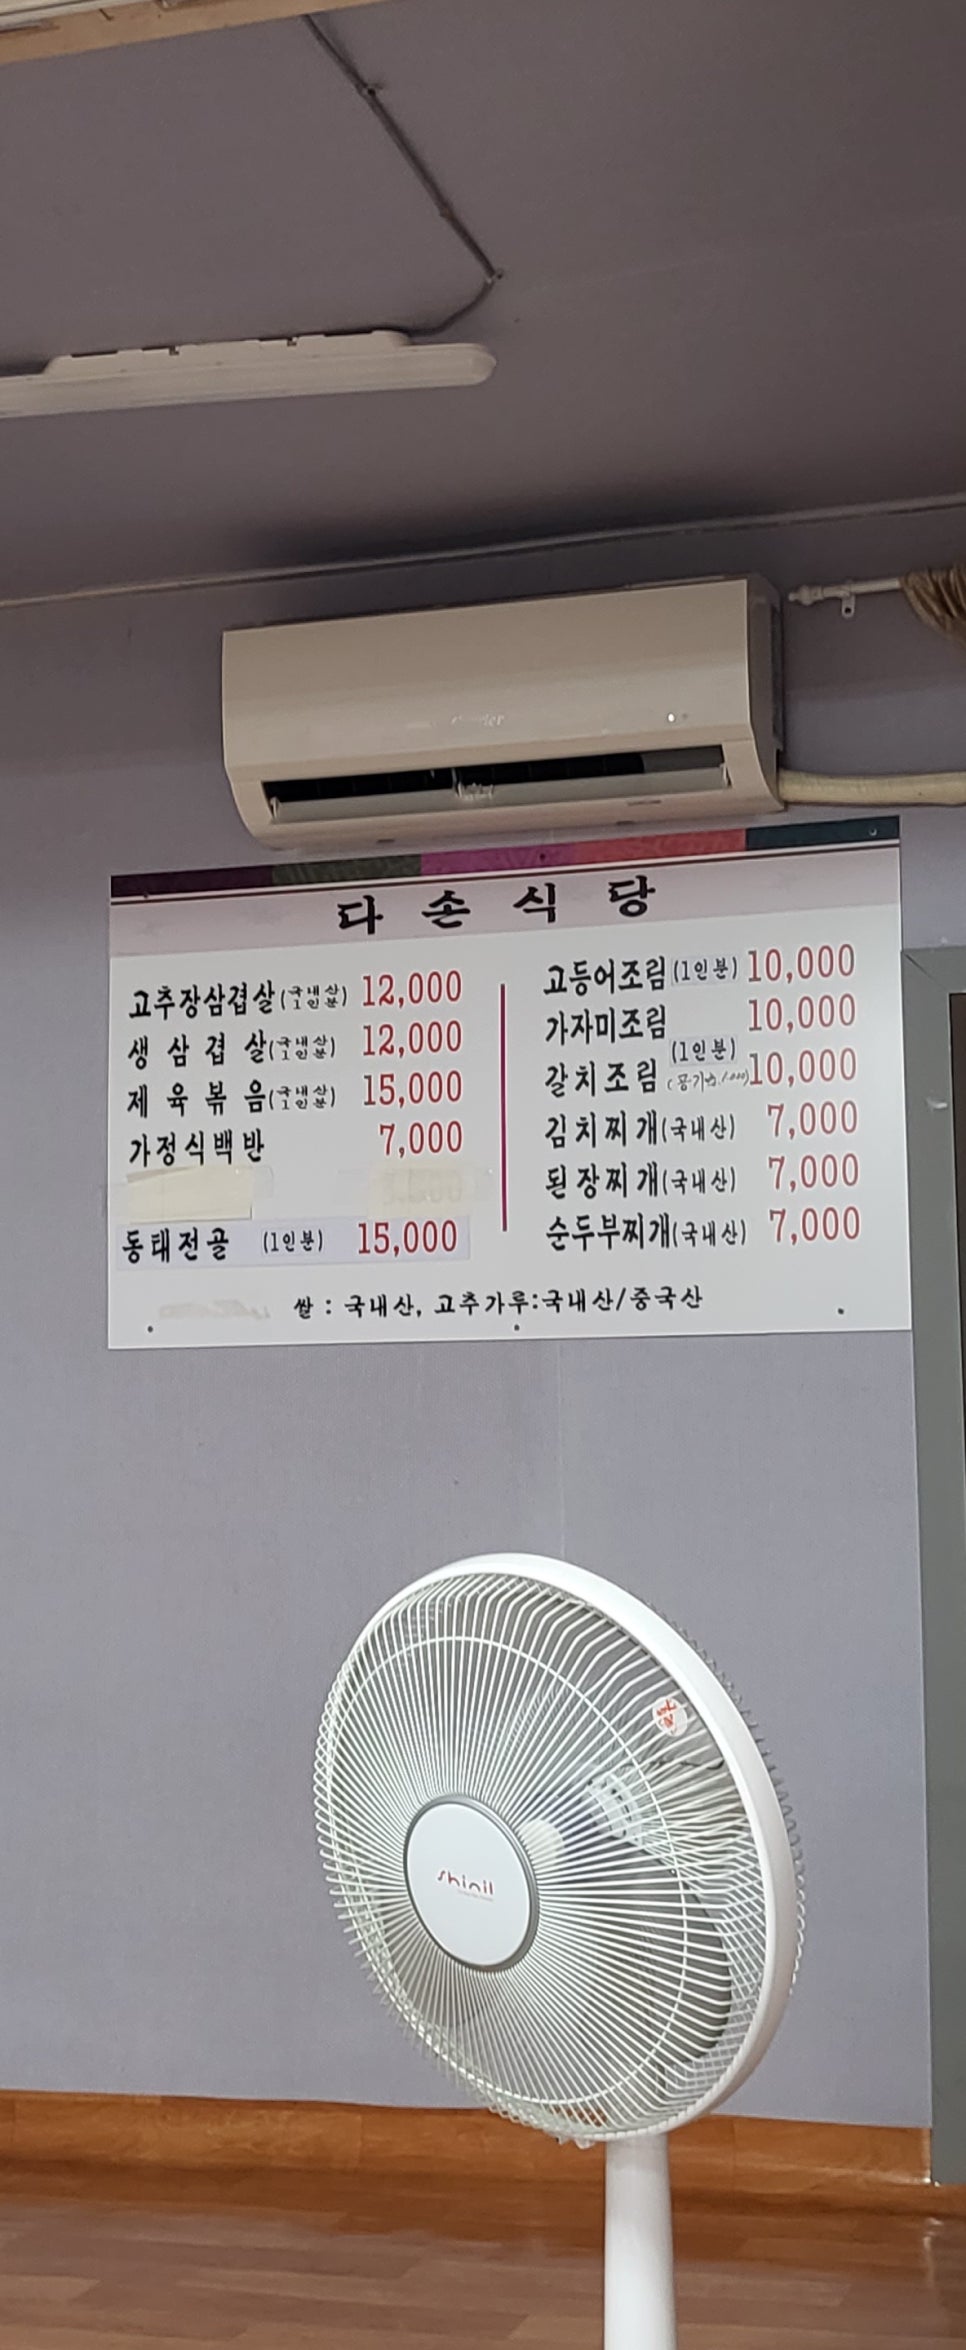 다손식당
고추장삼겹살(국내산 1인분) 12,000
생삼겹살(국내산 1인분) 12,000
제육볶음(국내산 1인분) 15,000
가정식백반 7,000
동태전골 (1인분) 15,000
고등어조림(1인분) 10,000
가자미조림 10,000
갈치조림 (1인분) (공기밥 1,000) 10,000
김치찌개(국내산) 7,000
된장찌개(국내산) 7,000
순두부찌개(국내산) 7,000
쌀 : 국내산, 고추가루:국내산/중국산
shinil